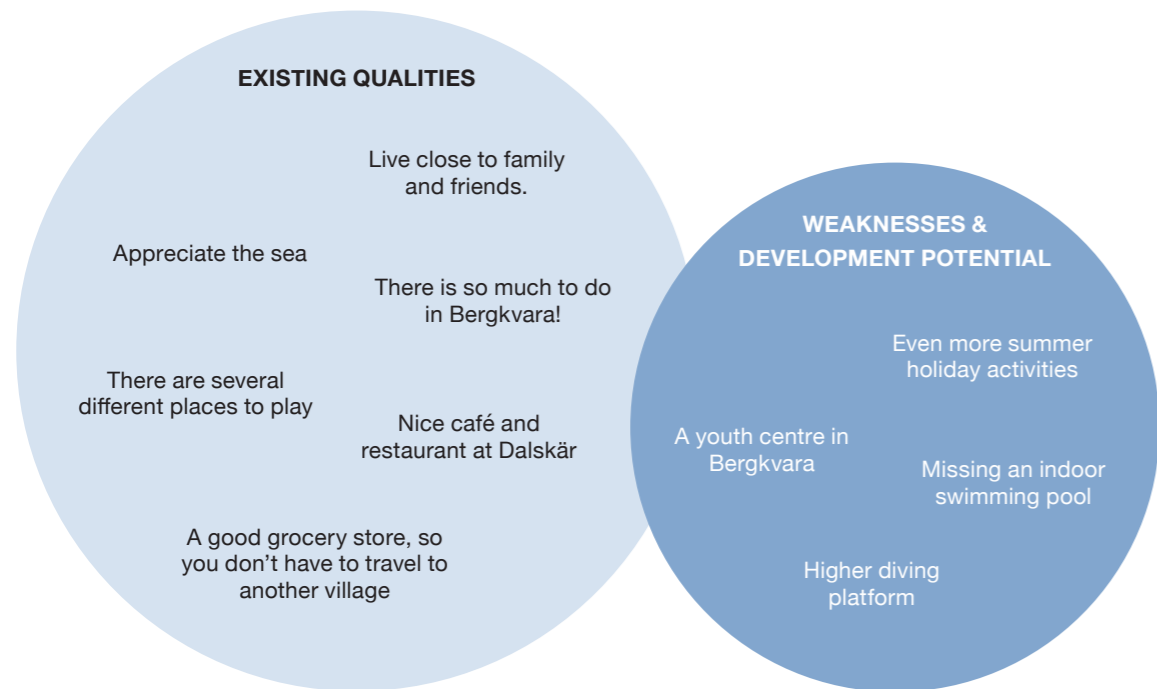 EXISTING QUALITIES
Live close to family
and friends.
Appreciate the sea
There is so much to do
in Bergkvara!
There are several
different places to play
Nice café and
restaurant at Dalskär
A good grocery store, so
you don’t have to travel to
another village
WEAKNESSES &
DEVELOPMENT POTENTIAL
Even more summer
holiday activities
A youth centre in
Bergkvara
Missing an indoor
swimming pool
Higher diving
platform